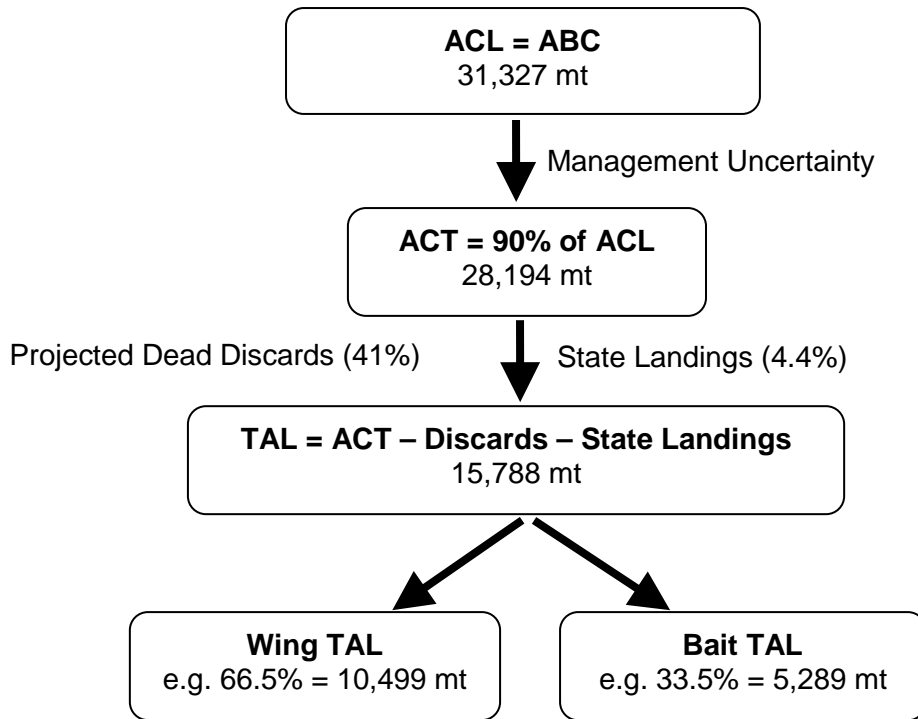 ACL = ABC
31,327 mt
Management Uncertainty
ACT = 90% of ACL
28,194 mt
Projected Dead Discards (41%)
State Landings (4.4%)
TAL = ACT – Discards – State Landings
15,788 mt
Wing TAL
e.g. 66.5% = 10,499 mt
Bait TAL
e.g. 33.5% = 5,289 mt